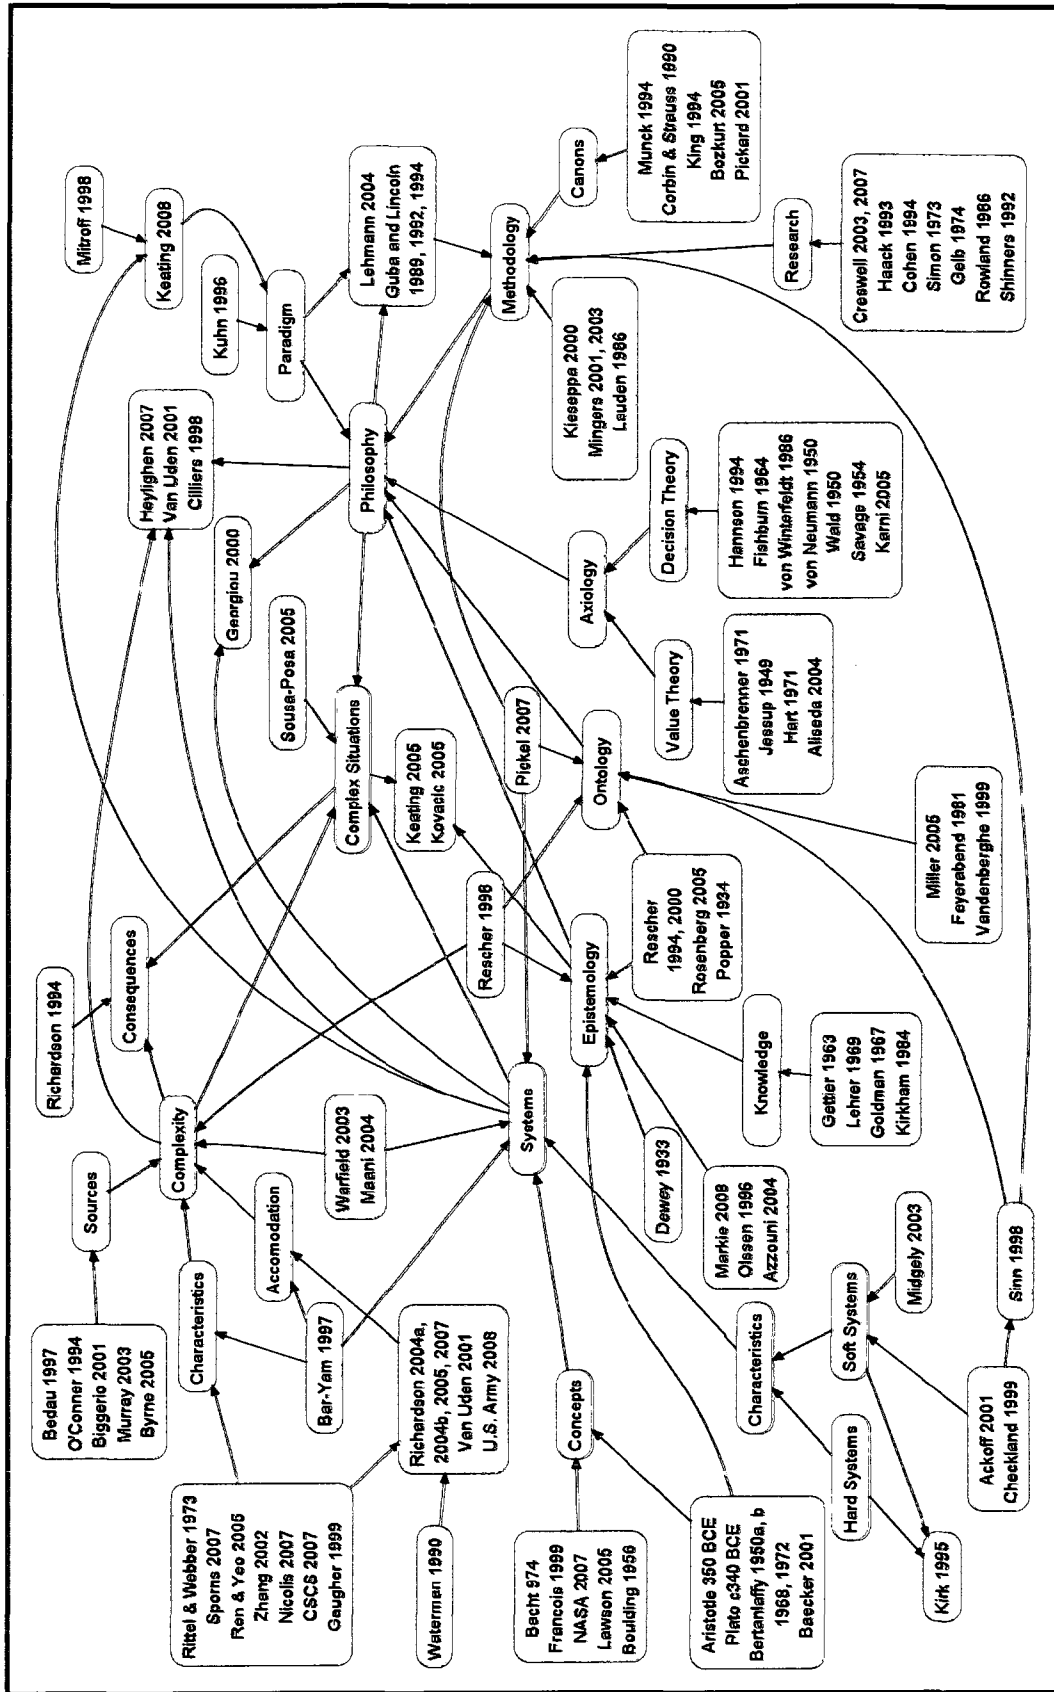 Bedau 1997
O'Conner 1994
Biggerio 2001
Murray 2003
Byrne 2005
Sources
Richardson 1994
Consequences
Complexity
Rittel & Webber 1973
Sporns 2007
Ren & Yeo 2005
Zhang 2002
Nicolis 2007
CSCS 2007
Gaugher 1999
Characteristics
Accomodation
Bar-Yam 1997
Warfield 2003
Maani 2004
Waterman 1990
Richardson 2004a,
2004b, 2005, 2007
Van Uden 2001
U.S. Army 2008
Becht 974
Francois 1999
NASA 2007
Lawson 2005
Boulding 1956
Concepts
Systems
Aristotle 350 BCE
Plato c340 BCE
Bertanlaffy 1950a, b
1968, 1972
Baecker 2001
Characteristics
Hard Systems
Soft Systems
Midgely 2003
Kirk 1995
Ackoff 2001
Checkland 1999
Sinn 1998
Dewey 1933
Markie 2008
Olssen 1996
Azzouni 2004
Knowledge
Gettier 1963
Lehrer 1969
Goldman 1967
Kirkham 1984
Epistemology
Rescher
1994, 2000
Rosenberg 2005
Popper 1934
Rescher 1998
Pickel 2007
Ontology
Miller 2005
Feyerabend 1981
Vandenberghe 1999
Keating 2005
Kovacic 2005
Complex Situations
Sousa-Posa 2005
Georgiou 2000
Heylighen 2007
Van Uden 2001
Cilliers 1998
Mitroff 1998
Keating 2008
Kuhn 1996
Paradigm
Philosophy
Lehmann 2004
Guba and Lincoln
1989, 1992, 1994
Methodology
Canons
Munck 1994
Corbin & Strauss 1990
King 1994
Bozkurt 2005
Pickard 2001
Kieseppa 2000
Mingers 2001, 2003
Laudan 1986
Axiology
Value Theory
Aschenbrenner 1971
Jessup 1949
Hart 1971
Aliseda 2004
Decision Theory
Hannson 1994
Fishburn 1964
von Winterfeldt 1986
von Neumann 1950
Wald 1950
Savage 1954
Karni 2005
Research
Creswell 2003, 2007
Haack 1993
Cohen 1994
Simon 1973
Gelb 1974
Rowland 1986
Shinners 1992